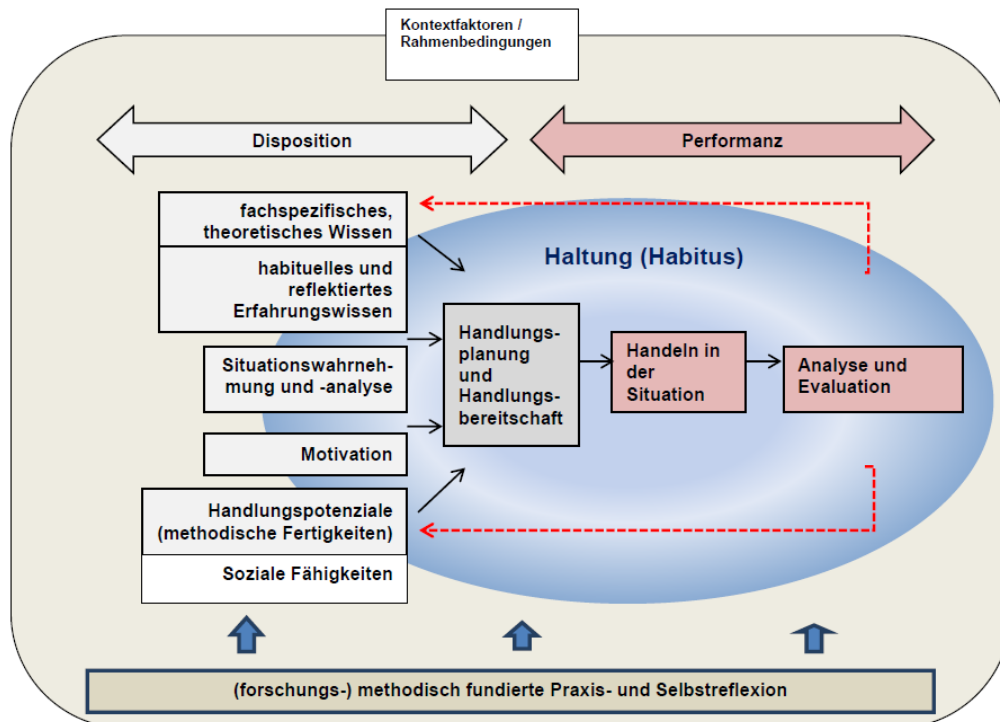 Kontextfaktoren /
Rahmenbedingungen
Disposition
Performanz
fachspezifisches,
theoretisches Wissen
habituelles und
reflektiertes
Erfahrungswissen
Situationswahrneh-
mung und -analyse
Motivation
Handlungspotenziale
(methodische Fertigkeiten)
Soziale Fähigkeiten
Haltung (Habitus)
Handlungs-
planung
und
Handlungs-
bereitschaft
Handeln in
der
Situation
Analyse und
Evaluation
(forschungs-) methodisch fundierte Praxis- und Selbstreflexion